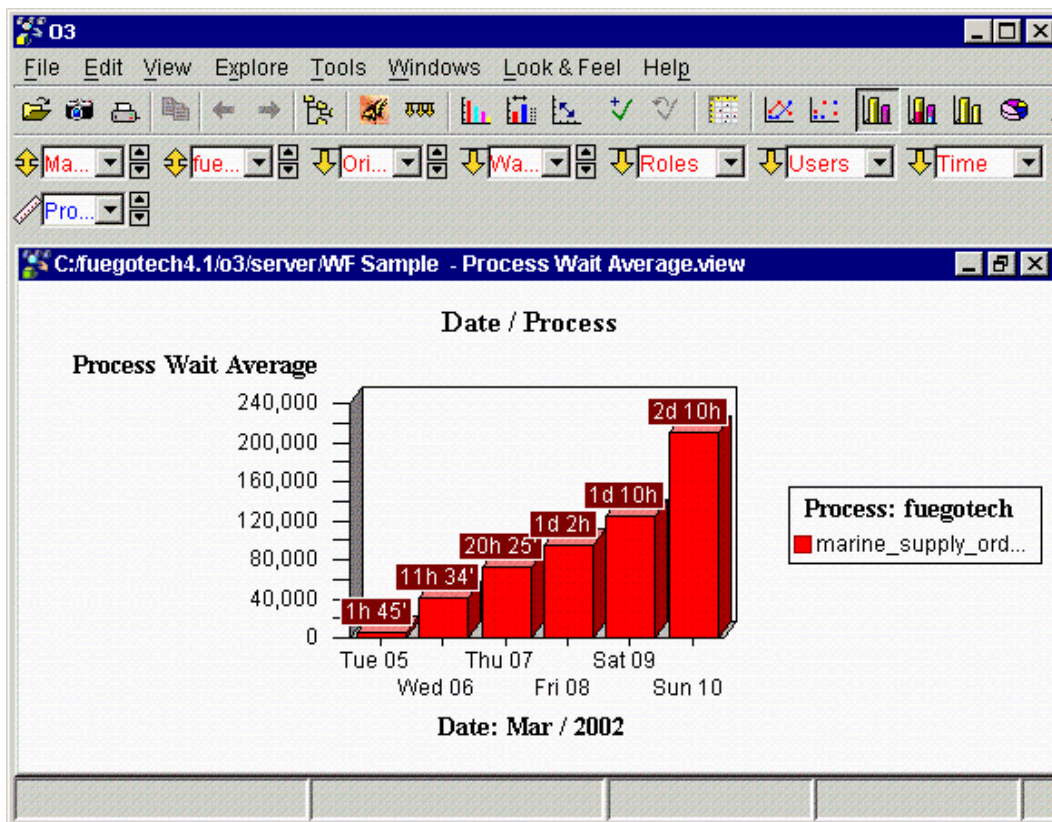 O3
File Edit View Explore Tools Windows Look & Feel Help
Ma... fue... Ori... Wa... Roles Users Time
Pro...
C:/fuegotech4.1/o3/server/WF Sample - Process Wait Average.view
Date / Process
Process Wait Average
240,000
200,000
160,000
120,000
80,000
40,000
0
1h 45'
11h 34'
20h 25'
1d 2h
1d 10h
2d 10h
Tue 05
Wed 06
Thu 07
Fri 08
Sat 09
Sun 10
Date: Mar / 2002
Process: fuegotech
marine_supply_ord...